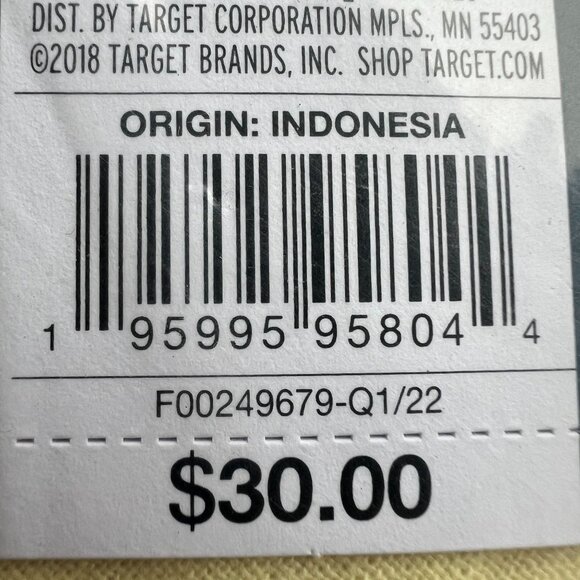 DIST. BY TARGET CORPORATION MPLS., MN 55403
©2018 TARGET BRANDS, INC. SHOP TARGET.COM
ORIGIN: INDONESIA
1 95995 95804 4
F00249679-Q1/22
$30.00